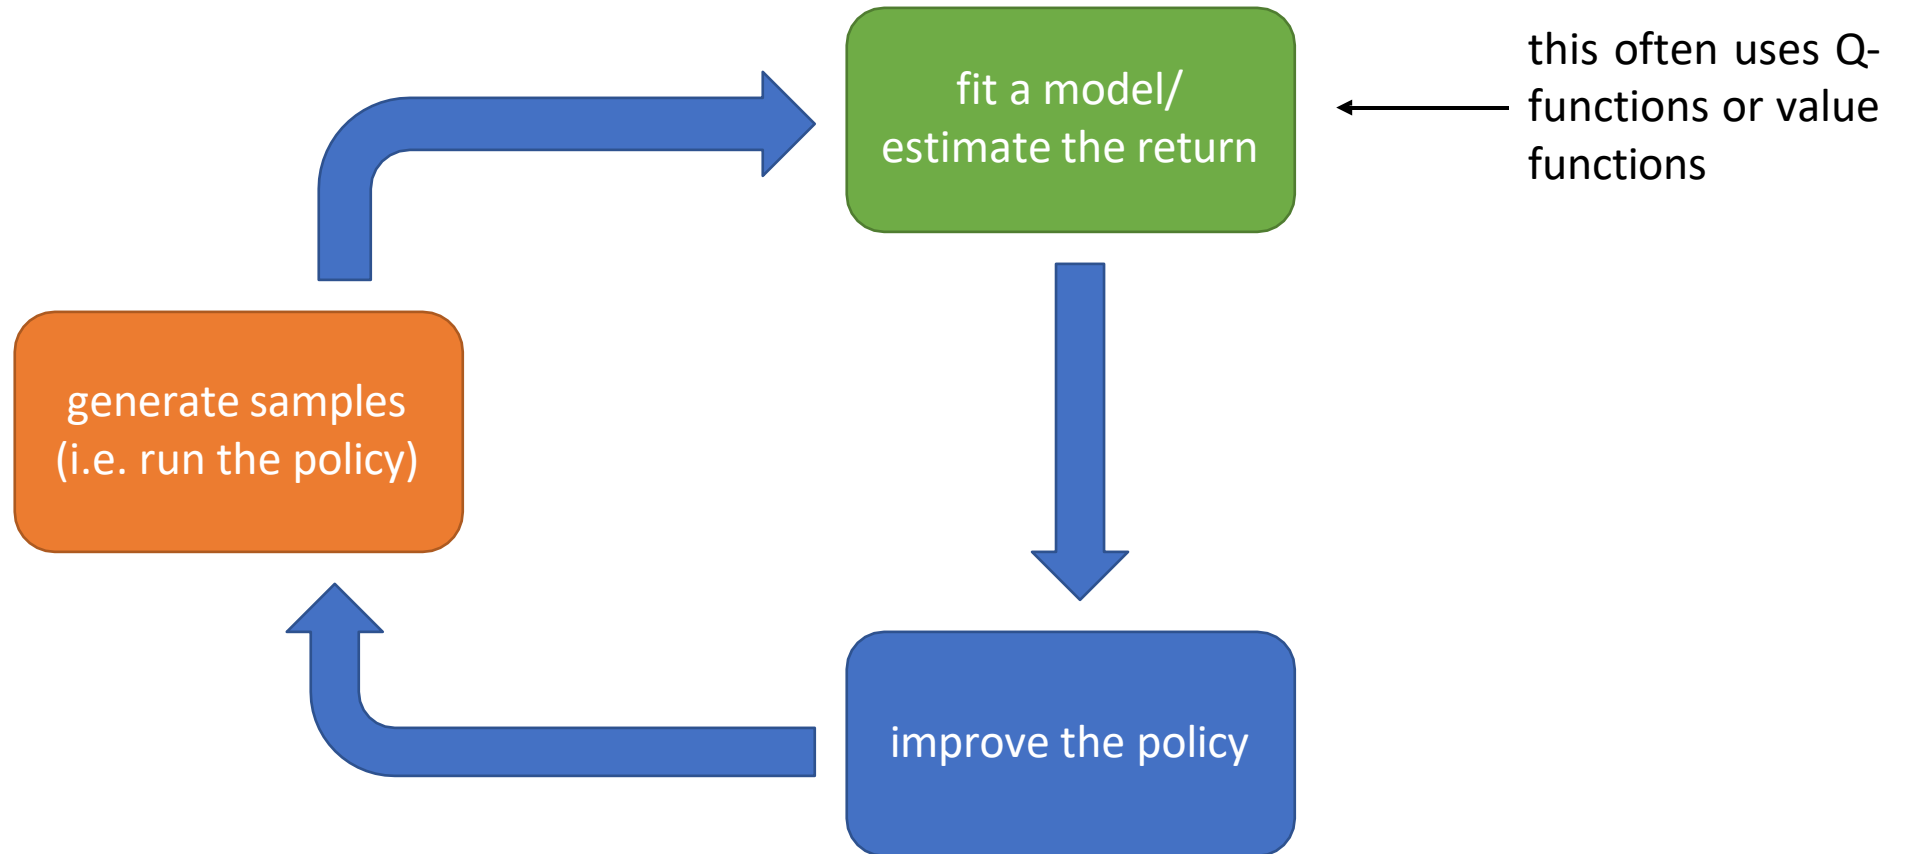 fit a model/
estimate the return
this often uses Q-
functions or value
functions
generate samples
(i.e. run the policy)
improve the policy